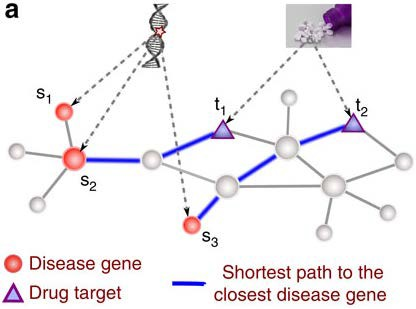 a
s1
t1
t2
s2
s3
Disease gene
Drug target
Shortest path to the
closest disease gene